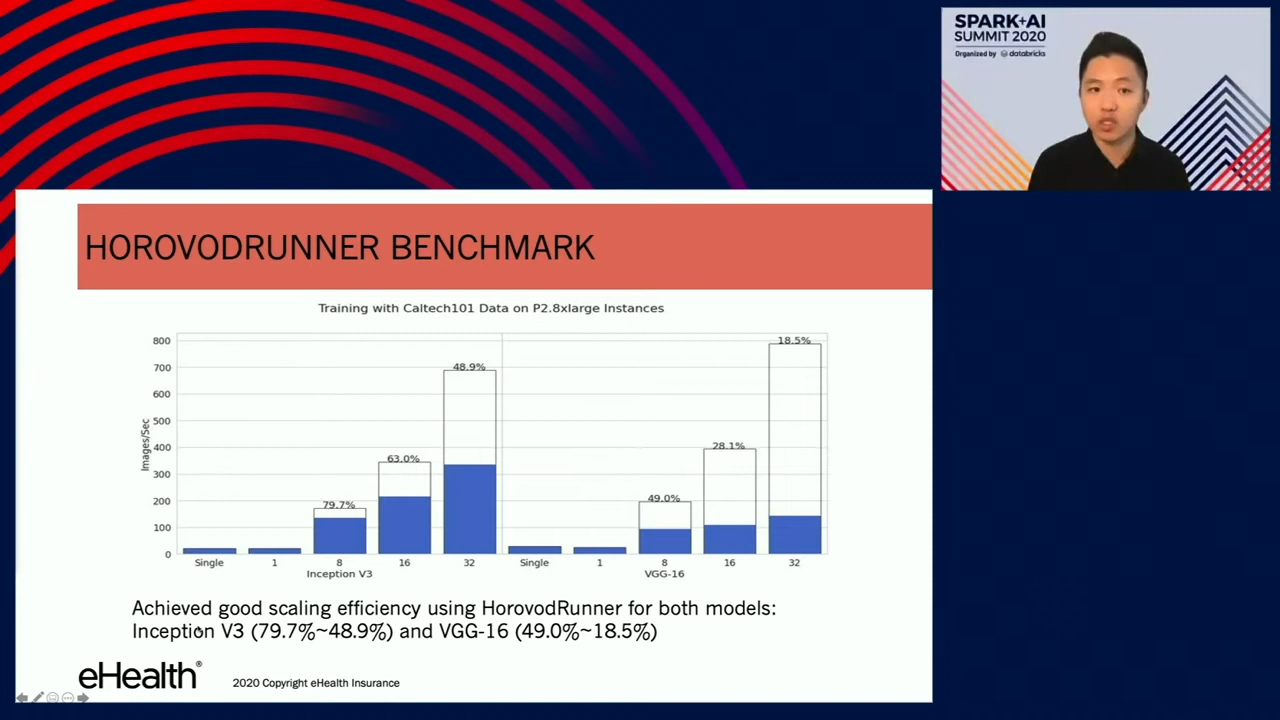 SPARK+AI
SUMMIT 2020
Organized by databricks
HOROVODRUNNER BENCHMARK
Training with Caltech101 Data on P2.8xlarge Instances
Images/Sec
800
700
600
500
400
300
200
100
0
79.7%
63.0%
48.9%
49.0%
28.1%
18.5%
Single 1 8 16 32 Single 1 8 16 32
Inception V3 VGG-16
Achieved good scaling efficiency using HorovodRunner for both models:
Inception V3 (79.7%~48.9%) and VGG-16 (49.0%~18.5%)
eHealth®
2020 Copyright eHealth Insurance